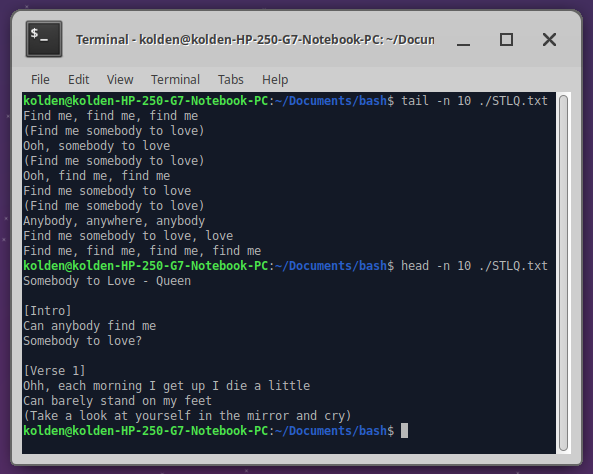 $_
Terminal - kolden@kolden-HP-250-G7-Notebook-PC: ~/Docun
File Edit View Terminal Tabs Help
kolden@kolden-HP-250-G7-Notebook-PC:~/Documents/bash$ tail -n 10 ./STLQ.txt
Find me, find me, find me
(Find me somebody to love)
Ooh, somebody to love
(Find me somebody to love)
Ooh, find me, find me
Find me somebody to love
(Find me somebody to love)
Anybody, anywhere, anybody
Find me somebody to love, love
Find me, find me, find me, find me
kolden@kolden-HP-250-G7-Notebook-PC:~/Documents/bash$ head -n 10 ./STLQ.txt
Somebody to Love - Queen

[Intro]
Can anybody find me
Somebody to love?

[Verse 1]
Ohh, each morning I get up I die a little
Can barely stand on my feet
(Take a look at yourself in the mirror and cry)
kolden@kolden-HP-250-G7-Notebook-PC:~/Documents/bash$